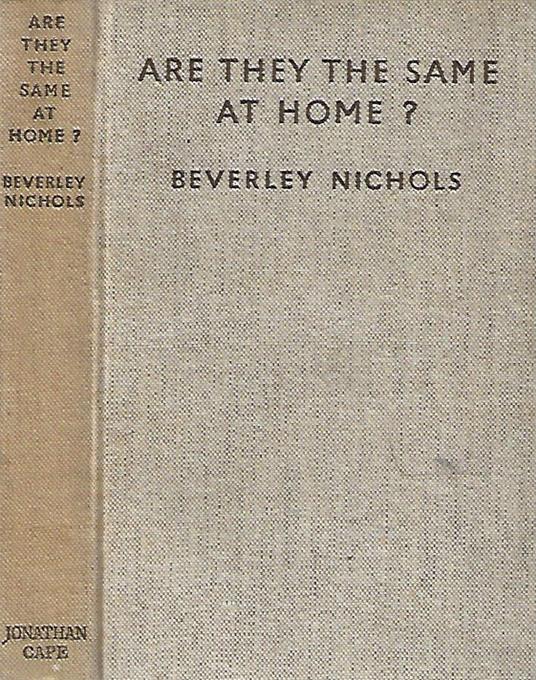 ARE
THEY
THE
SAME
AT
HOME ?
BEVERLEY
NICHOLS
JONATHAN
CAPE
ARE THEY THE SAME
AT HOME ?
BEVERLEY NICHOLS